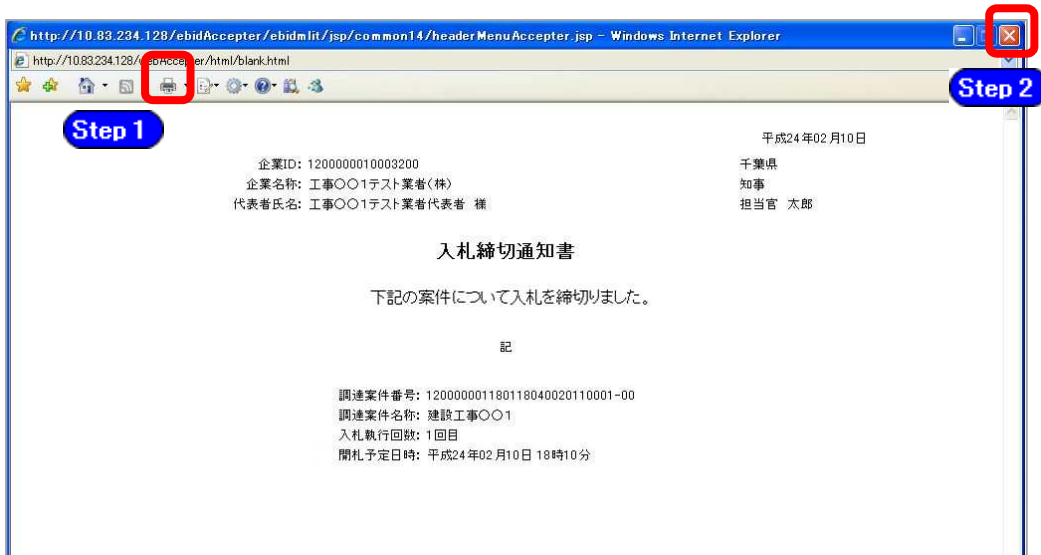 http://10.83.234.128/ebidAccepter/ebidmlit/jsp/common14/headerMenuAccepter.jsp - Windows Internet Explorer
http://10.83.234.128/ebidAccepter/html/blank.html
Step 1
Step 2
平成24年02月10日
企業ID: 1200000010003200
千葉県
企業名称: 工事〇〇1テスト業者(株)
知事
代表者氏名: 工事〇〇1テスト業者代表者 様
担当官 太郎
入札締切通知書
下記の案件について入札を締切りました。
記
調達案件番号: 120000001180118040020110001-00
調達案件名称: 建設工事〇〇1
入札執行回数: 1回目
開札予定日時: 平成24年02月10日 18時10分